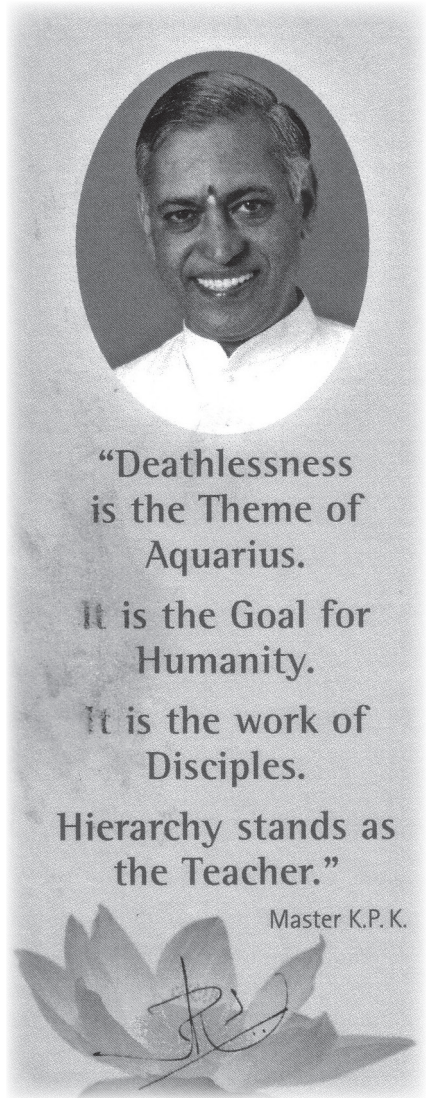 “Deathlessness
is the Theme of
Aquarius.
It is the Goal for
Humanity.
It is the work of
Disciples.
Hierarchy stands as
the Teacher.”
Master K.P. K.